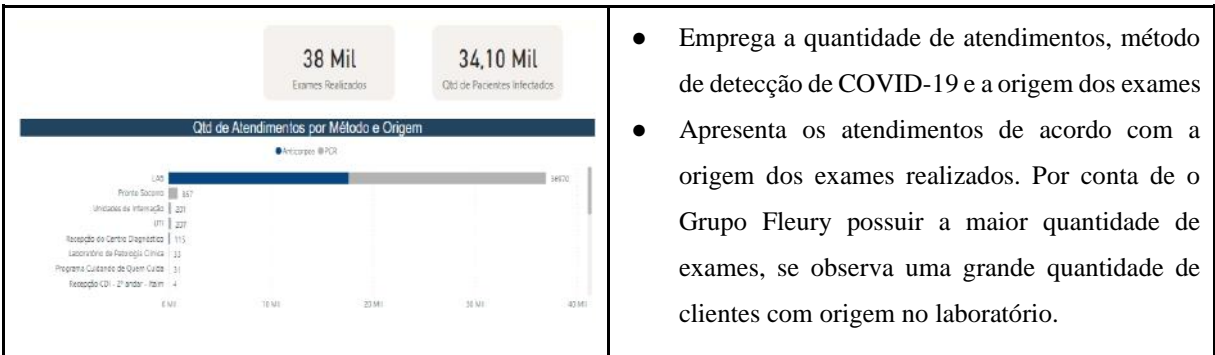 38 Mil
Exames Realizados
34,10 Mil
Qtd de Pacientes Infectados
Qtd de Atendimentos por Método e Origem
Anticorpos PCR
LAB
Pronto Socorro 857
Unidades de Internação
UTI
Recepção do Centro Diagnóstico 115
Laboratório de Patologia Clínica 33
Programa Cuidando de Quem Cuida 31
Recepção CDI - 2º andar - Itaim 4
0 Mil 10 Mil 20 Mil 30 Mil 40 Mil
● Emprega a quantidade de atendimentos, método
de detecção de COVID-19 e a origem dos exames
● Apresenta os atendimentos de acordo com a
origem dos exames realizados. Por conta de o
Grupo Fleury possuir a maior quantidade de
exames, se observa uma grande quantidade de
clientes com origem no laboratório.